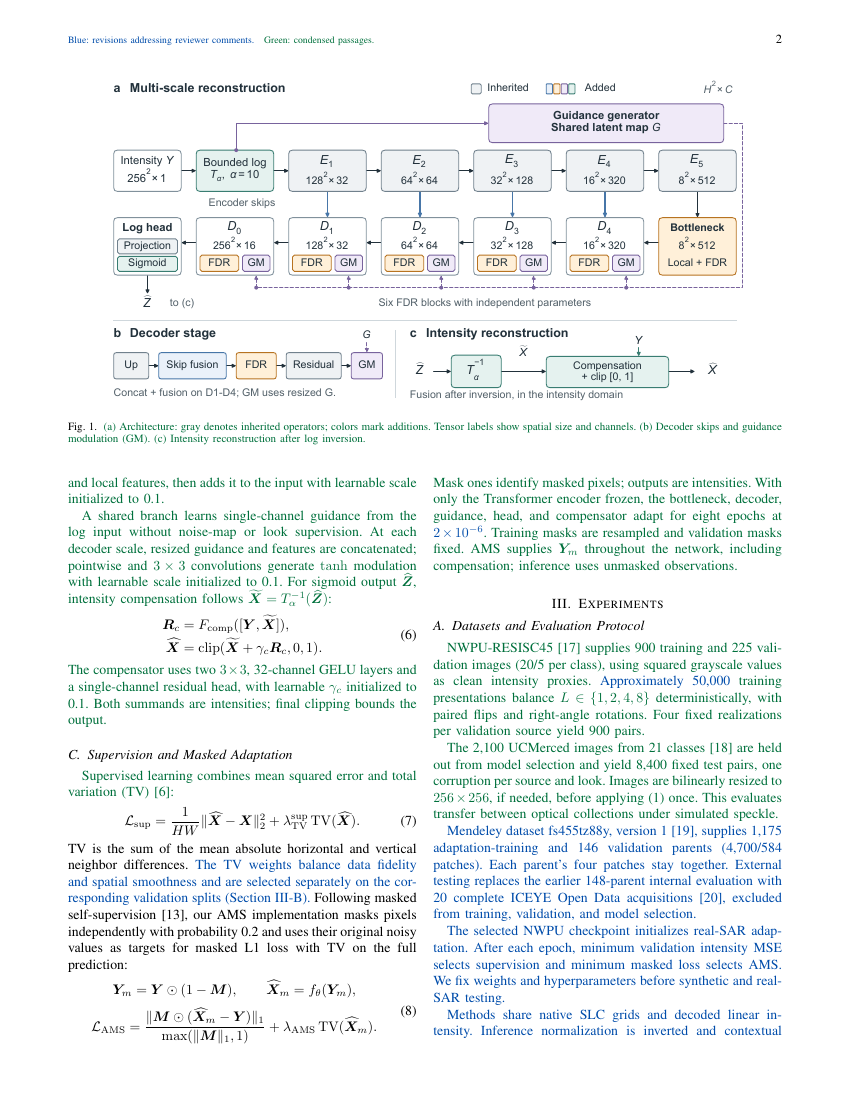 Blue: revisions addressing reviewer comments. Green: condensed passages.
2
a Multi-scale reconstruction
Inherited
Added
H² × C
Guidance generator
Shared latent map G
Intensity Y
256² × 1
Bounded log
Tα, α = 10
E1
128² × 32
E2
64² × 64
E3
32² × 128
E4
16² × 320
E5
8² × 512
Encoder skips
Log head
Projection
Sigmoid
D0
256² × 16
FDR GM
D1
128² × 32
FDR GM
D2
64² × 64
FDR GM
D3
32² × 128
FDR GM
D4
16² × 320
FDR GM
Bottleneck
8² × 512
Local + FDR
Ẑ to (c)
Six FDR blocks with independent parameters
b Decoder stage
G
Up
Skip fusion
FDR
Residual
GM
Concat + fusion on D1-D4; GM uses resized G.
c Intensity reconstruction
Y
Ẑ
Tα⁻¹
X̃
Compensation
+ clip [0, 1]
X̂
Fusion after inversion, in the intensity domain
Fig. 1. (a) Architecture: gray denotes inherited operators; colors mark additions. Tensor labels show spatial size and channels. (b) Decoder skips and guidance
modulation (GM). (c) Intensity reconstruction after log inversion.
and local features, then adds it to the input with learnable scale
initialized to 0.1.
A shared branch learns single-channel guidance from the
log input without noise-map or look supervision. At each
decoder scale, resized guidance and features are concatenated;
pointwise and 3 × 3 convolutions generate tanh modulation
with learnable scale initialized to 0.1. For sigmoid output Ẑ,
intensity compensation follows X̃ = Tα⁻¹(Ẑ):
Rc = Fcomp([Y, X̃]),
X̂ = clip(X̃ + γcRc, 0, 1).
(6)
The compensator uses two 3×3, 32-channel GELU layers and
a single-channel residual head, with learnable γc initialized to
0.1. Both summands are intensities; final clipping bounds the
output.
C. Supervision and Masked Adaptation
Supervised learning combines mean squared error and total
variation (TV) [6]:
Lsup = 1/HW ‖X̂ − X‖₂² + λTV^sup TV(X̂). (7)
TV is the sum of the mean absolute horizontal and vertical
neighbor differences. The TV weights balance data fidelity
and spatial smoothness and are selected separately on the cor-
responding validation splits (Section III-B). Following masked
self-supervision [13], our AMS implementation masks pixels
independently with probability 0.2 and uses their original noisy
values as targets for masked L1 loss with TV on the full
prediction:
Ym = Y ⊙ (1 − M), X̂m = fθ(Ym),
LAMS = ‖M ⊙ (X̂m − Y)‖₁ / max(‖M‖₁, 1) + λAMS TV(X̂m).
(8)
Mask ones identify masked pixels; outputs are intensities. With
only the Transformer encoder frozen, the bottleneck, decoder,
guidance, head, and compensator adapt for eight epochs at
2 × 10⁻⁶. Training masks are resampled and validation masks
fixed. AMS supplies Ym throughout the network, including
compensation; inference uses unmasked observations.
III. EXPERIMENTS
A. Datasets and Evaluation Protocol
NWPU-RESISC45 [17] supplies 900 training and 225 vali-
dation images (20/5 per class), using squared grayscale values
as clean intensity proxies. Approximately 50,000 training
presentations balance L ∈ {1, 2, 4, 8} deterministically, with
paired flips and right-angle rotations. Four fixed realizations
per validation source yield 900 pairs.
The 2,100 UCMerced images from 21 classes [18] are held
out from model selection and yield 8,400 fixed test pairs, one
corruption per source and look. Images are bilinearly resized to
256 × 256, if needed, before applying (1) once. This evaluates
transfer between optical collections under simulated speckle.
Mendeley dataset fs455tz88y, version 1 [19], supplies 1,175
adaptation-training and 146 validation parents (4,700/584
patches). Each parent's four patches stay together. External
testing replaces the earlier 148-parent internal evaluation with
20 complete ICEYE Open Data acquisitions [20], excluded
from training, validation, and model selection.
The selected NWPU checkpoint initializes real-SAR adap-
tation. After each epoch, minimum validation intensity MSE
selects supervision and minimum masked loss selects AMS.
We fix weights and hyperparameters before synthetic and real-
SAR testing.
Methods share native SLC grids and decoded linear in-
tensity. Inference normalization is inverted and contextual